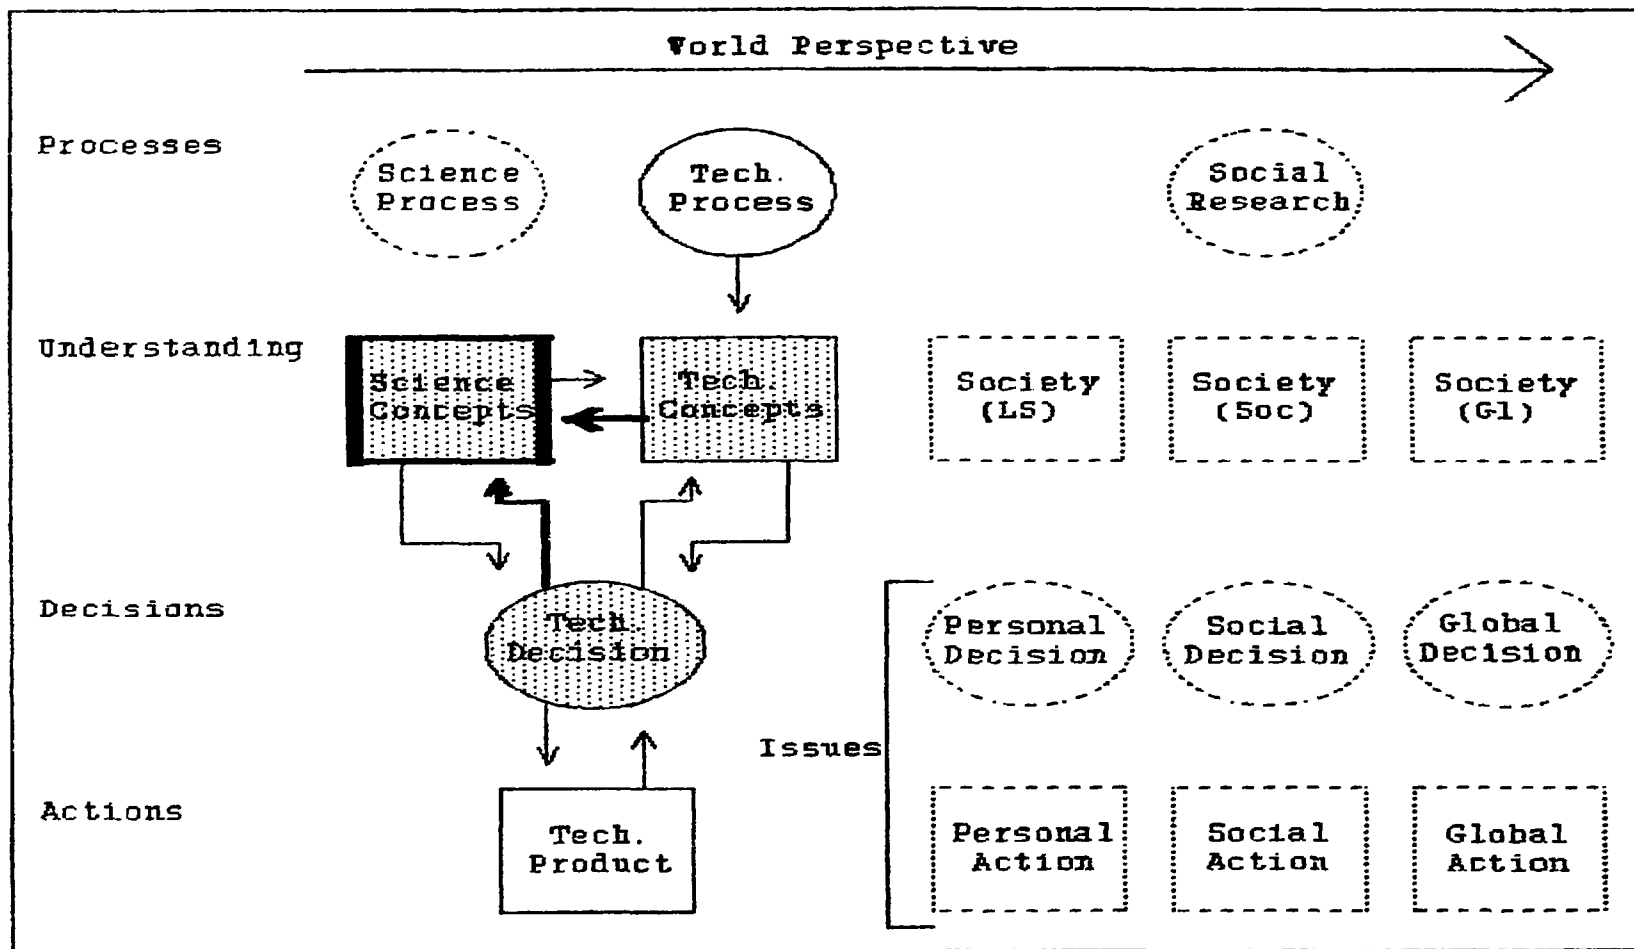 World Perspective
Processes
Science
Process
Tech.
Process
Social
Research
Understanding
Science
Concepts
Tech.
Concepts
Society
(LS)
Society
(Soc)
Society
(Gl)
Decisions
Tech.
Decision
Personal
Decision
Social
Decision
Global
Decision
Issues
Actions
Tech.
Product
Personal
Action
Social
Action
Global
Action